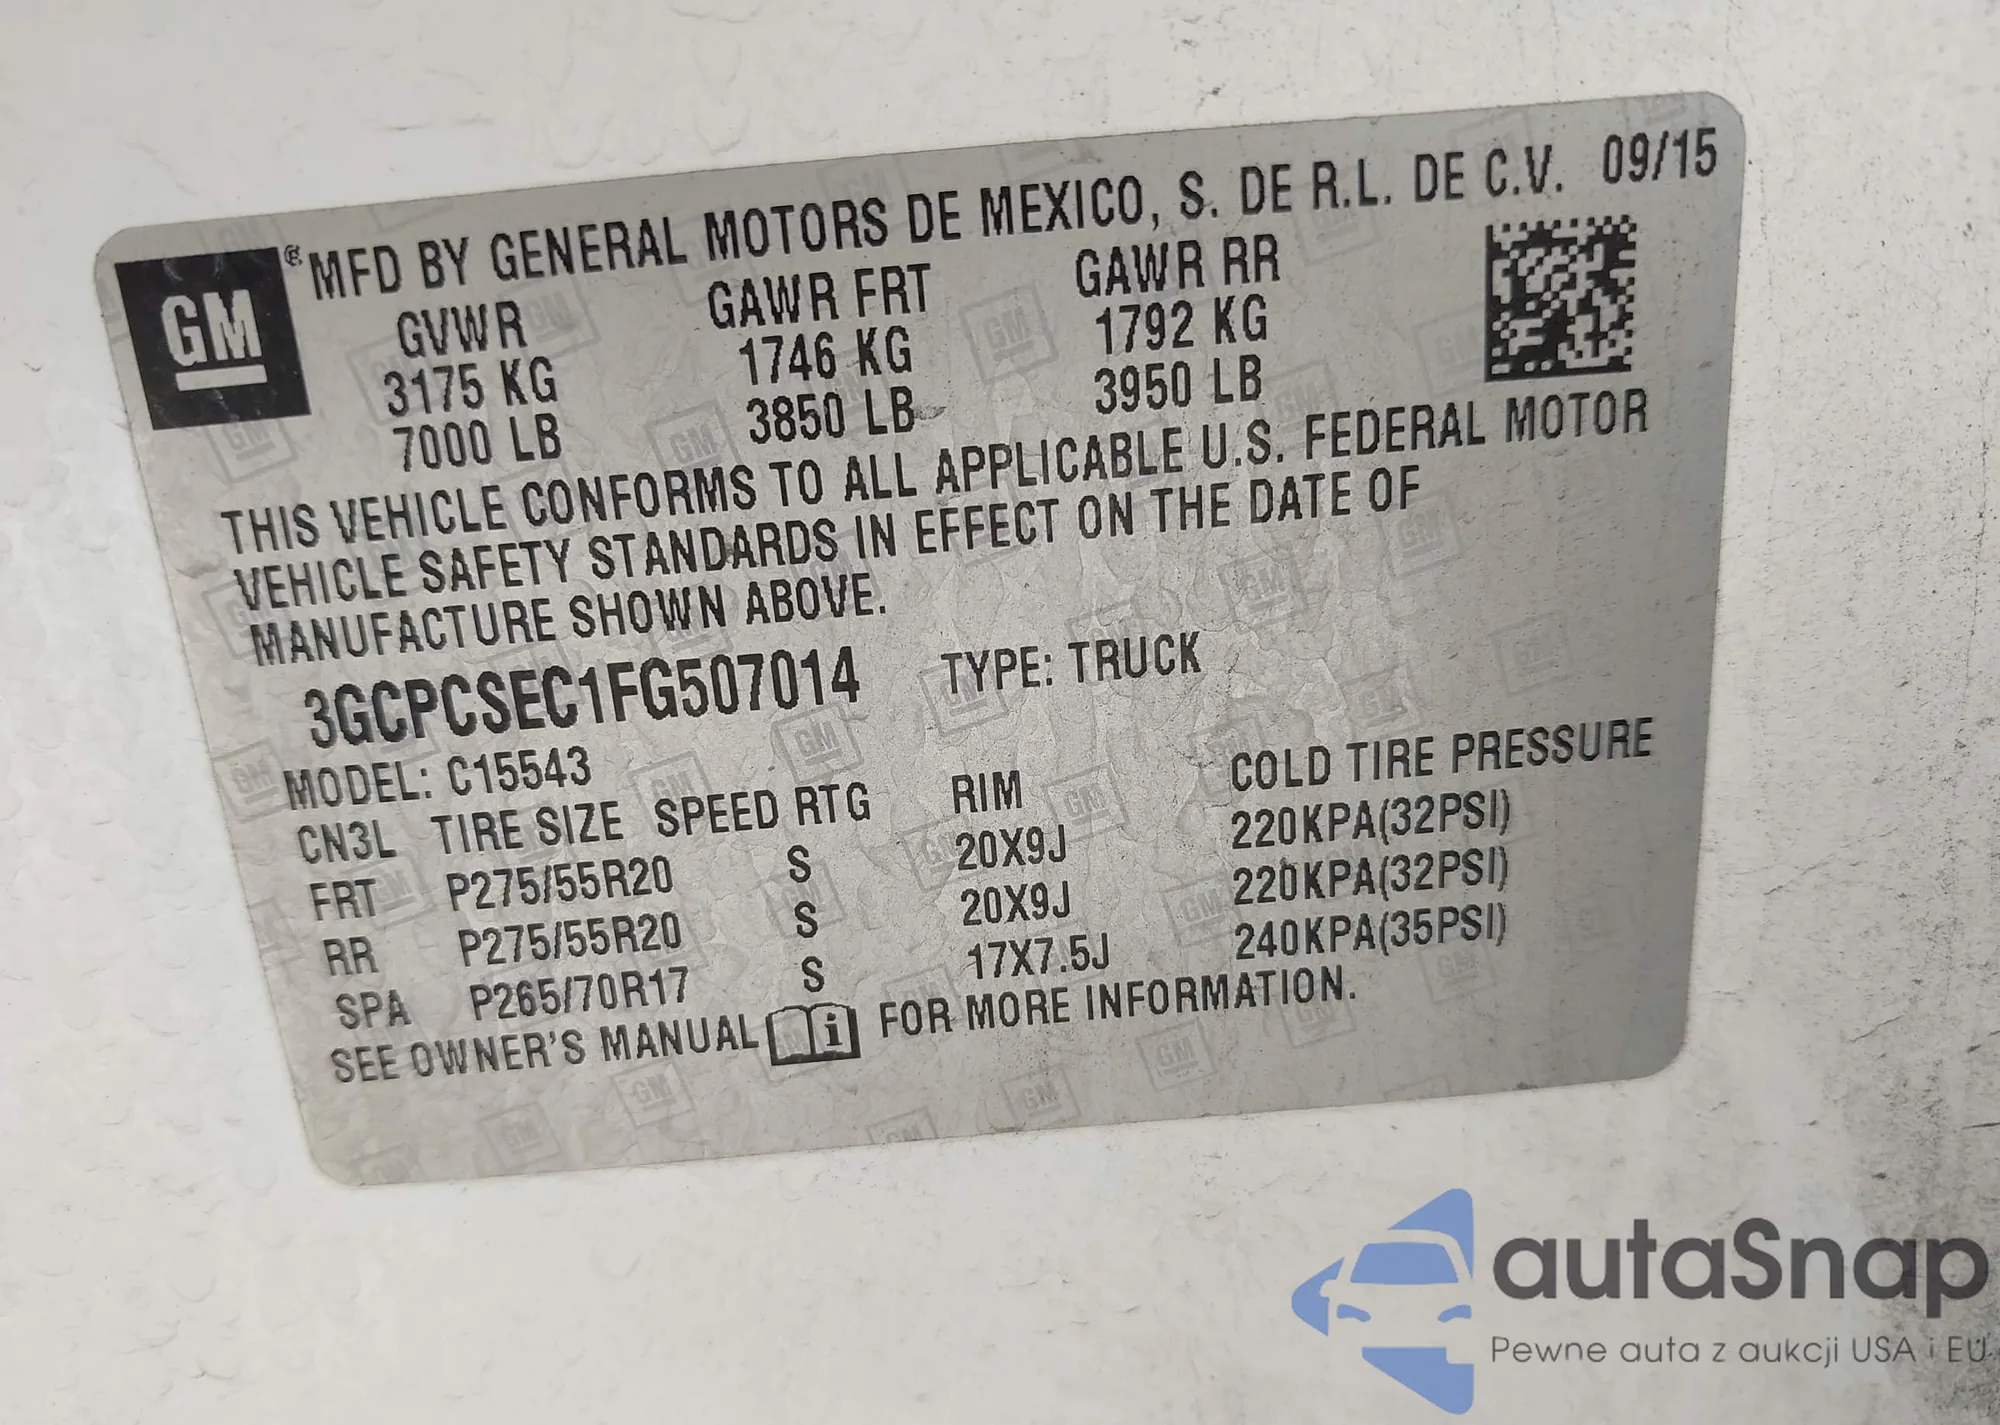 GM ® MFD BY GENERAL MOTORS DE MEXICO, S. DE R.L. DE C.V. 09/15
GVWR GAWR FRT GAWR RR
3175 KG 1746 KG 1792 KG
7000 LB 3850 LB 3950 LB
THIS VEHICLE CONFORMS TO ALL APPLICABLE U.S. FEDERAL MOTOR
VEHICLE SAFETY STANDARDS IN EFFECT ON THE DATE OF
MANUFACTURE SHOWN ABOVE.
3GCPCSEC1FG507014 TYPE: TRUCK
MODEL: C15543
CN3L TIRE SIZE SPEED RTG RIM COLD TIRE PRESSURE
FRT P275/55R20 S 20X9J 220KPA(32PSI)
RR P275/55R20 S 20X9J 220KPA(32PSI)
SPA P265/70R17 S 17X7.5J 240KPA(35PSI)
SEE OWNER'S MANUAL i FOR MORE INFORMATION.
autaSnap
Pewne auta z aukcji USA i EU